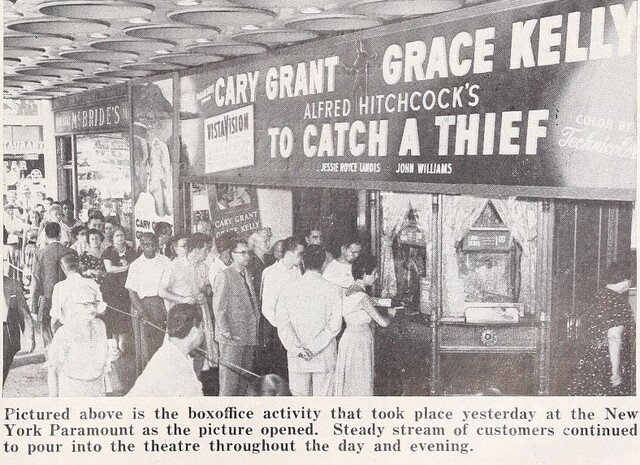 CARY GRANT
GRACE KELLY
ALFRED HITCHCOCK'S
VISTAVISION
TO CATCH A THIEF
COLOR BY
Technicolor
JESSIE ROYCE LANDIS JOHN WILLIAMS
McBRIDE'S
TAURANT
CARY
CARY GRANT
GRACE KELLY
Pictured above is the boxoffice activity that took place yesterday at the New
York Paramount as the picture opened. Steady stream of customers continued
to pour into the theatre throughout the day and evening.